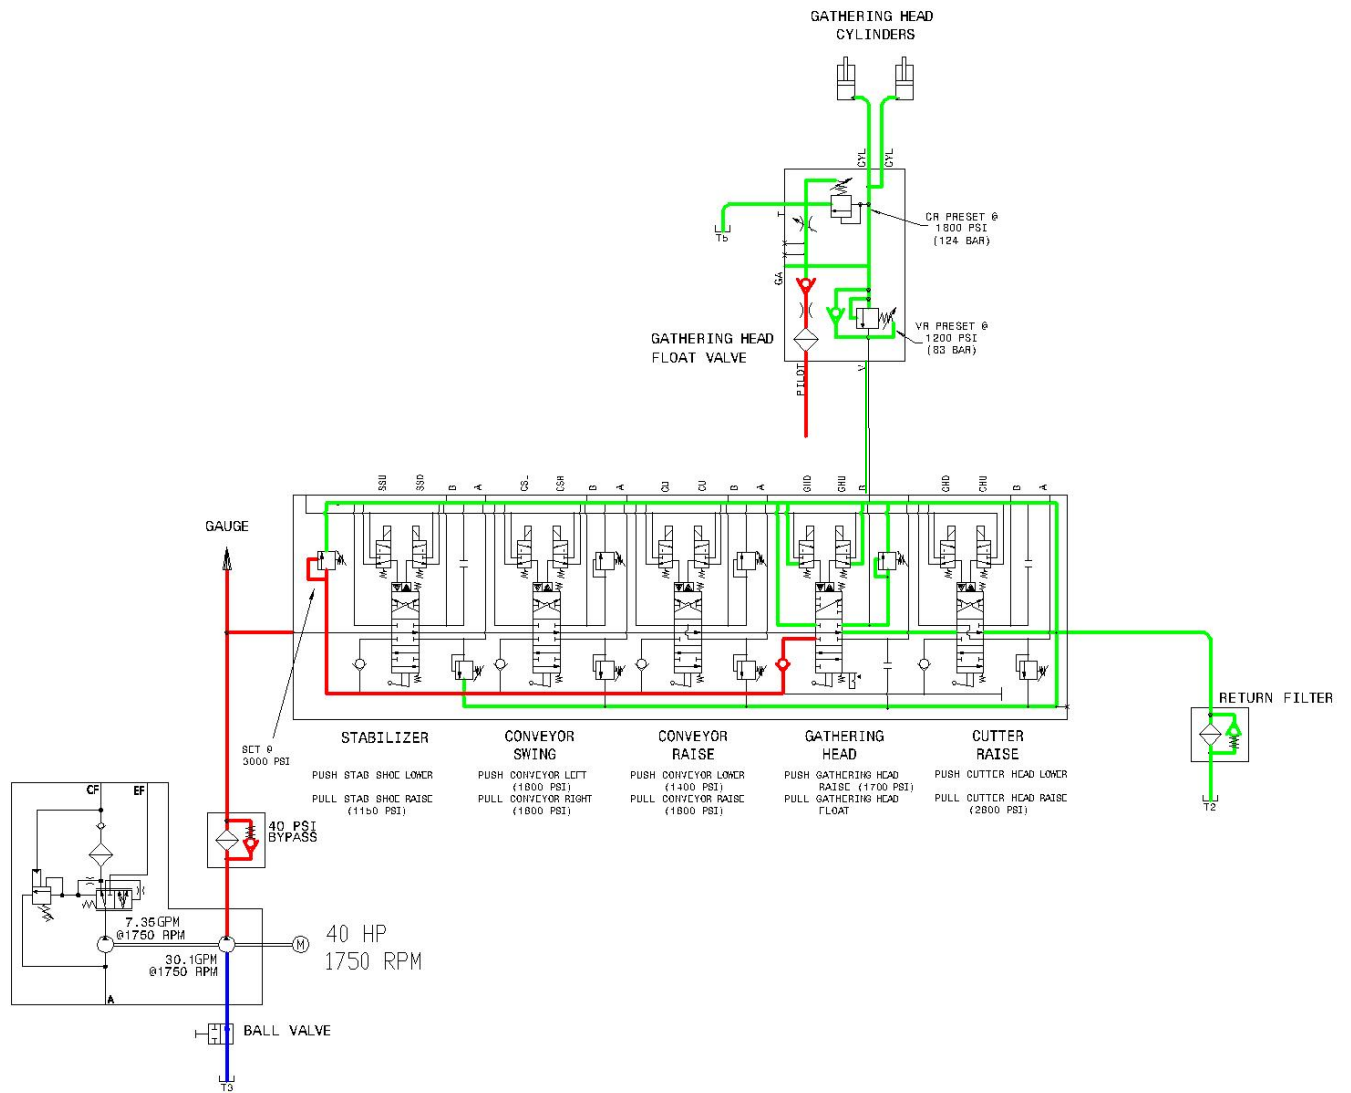 GATHERING HEAD
CYLINDERS
CYL
CYL
CR PRESET @
1800 PSI
(124 BAR)
T5
GA
VR PRESET @
1200 PSI
(83 BAR)
GATHERING HEAD
FLOAT VALVE
PILOT
V
SSU
SSD
B
A
CSR
B
A
CU
B
A
GHU
B
CHD
CHU
B
A
GAUGE
SET @
3000 PSI
STABILIZER
PUSH STAB SHOE LOWER
PULL STAB SHOE RAISE
(1150 PSI)
CONVEYOR
SWING
PUSH CONVEYOR LEFT
(1800 PSI)
PULL CONVEYOR RIGHT
(1800 PSI)
CONVEYOR
RAISE
PUSH CONVEYOR LOWER
(1400 PSI)
PULL CONVEYOR RAISE
(1800 PSI)
GATHERING
HEAD
PUSH GATHERING HEAD
RAISE (1700 PSI)
PULL GATHERING HEAD
FLOAT
CUTTER
RAISE
PUSH CUTTER HEAD LOWER
PULL CUTTER HEAD RAISE
(2800 PSI)
RETURN FILTER
T2
CF
EF
40 PSI
BYPASS
7.35GPM
@1750 RPM
30.1GPM
@1750 RPM
M
40 HP
1750 RPM
A
BALL VALVE
T3